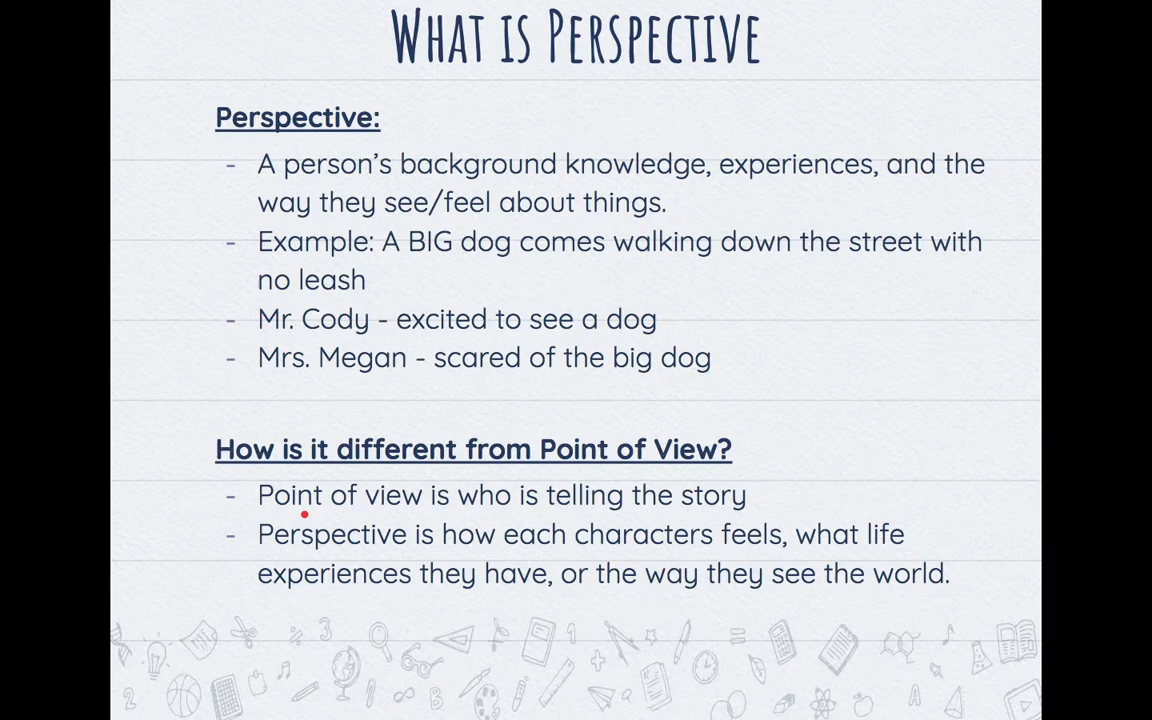 WHAT IS PERSPECTIVE
Perspective:
- A person's background knowledge, experiences, and the
way they see/feel about things.
- Example: A BIG dog comes walking down the street with
no leash
- Mr. Cody - excited to see a dog
- Mrs. Megan - scared of the big dog
How is it different from Point of View?
- Point of view is who is telling the story
- Perspective is how each characters feels, what life
experiences they have, or the way they see the world.